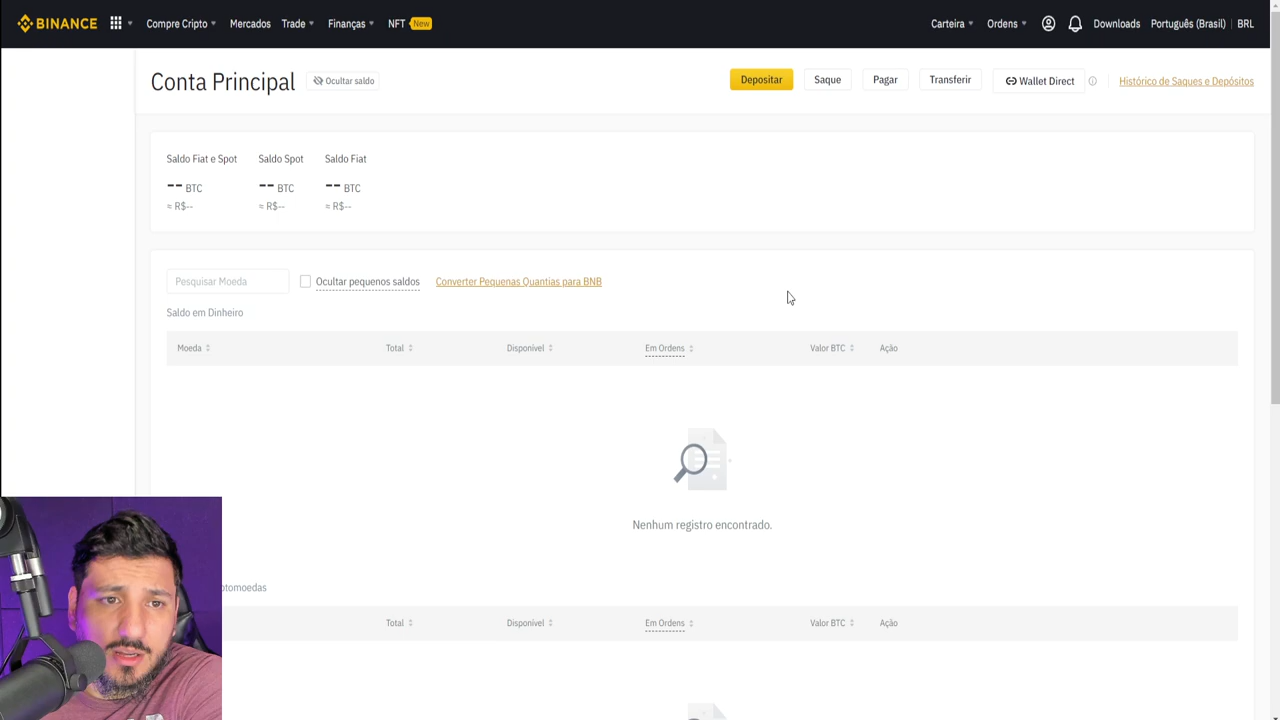 BINANCE Compre Cripto Mercados Trade Finanças NFT New Carteira Ordens Downloads Português (Brasil) BRL
Conta Principal Ocultar saldo Depositar Saque Pagar Transferir Wallet Direct Histórico de Saques e Depósitos
Saldo Fiat e Spot Saldo Spot Saldo Fiat
-- BTC -- BTC -- BTC
≈ R$-- ≈ R$-- ≈ R$--
Pesquisar Moeda Ocultar pequenos saldos Converter Pequenas Quantias para BNB
Saldo em Dinheiro
Moeda Total Disponível Em Ordens Valor BTC Ação
Nenhum registro encontrado.
tomoedas
Total Disponível Em Ordens Valor BTC Ação